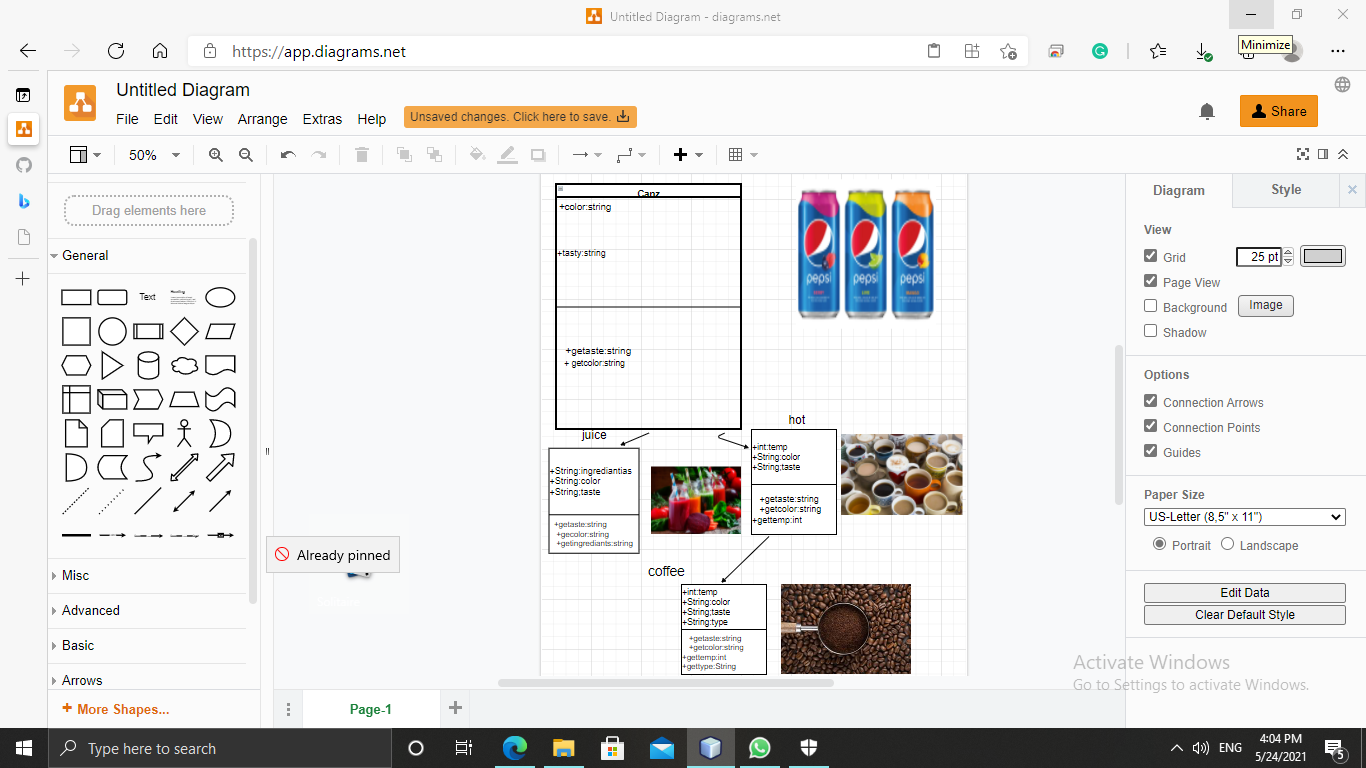 Untitled Diagram - diagrams.net
Minimize
https://app.diagrams.net
Untitled Diagram
File Edit View Arrange Extras Help
Unsaved changes. Click here to save.
Share
50%
Drag elements here
General
Text
Heading
Misc
Advanced
Basic
Arrows
+ More Shapes...
Already pinned
Canz
+color:string
+tasty:string
+getaste:string
+ getcolor:string
pepsi pepsi pepsi
juice
+String:ingrediantias
+String:color
+String;taste
+getaste:string
+gecolor:string
+getingrediants:string
hot
+int:temp
+String:color
+String;taste
+getaste:string
+getcolor:string
+gettemp:int
coffee
+int:temp
+String:color
+String;taste
+String:type
+getaste:string
+getcolor:string
+gettemp:int
+gettype:String
Page-1
Diagram Style
View
Grid 25 pt
Page View
Background Image
Shadow
Options
Connection Arrows
Connection Points
Guides
Paper Size
US-Letter (8,5" x 11")
Portrait Landscape
Edit Data
Clear Default Style
Activate Windows
Go to Settings to activate Windows.
Type here to search
ENG
4:04 PM
5/24/2021
5